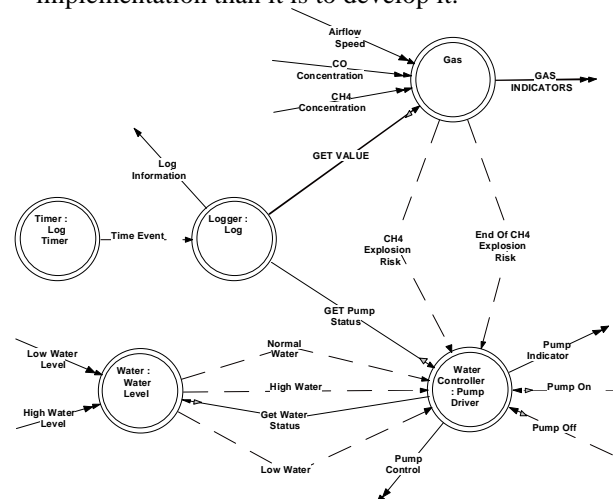 implementation than it is to develop it.
Airflow
Speed
CO
Concentration
CH4
Concentration
Gas
GAS
INDICATORS
Log
Information
GET VALUE
Timer :
Log
Timer
Time Event
Logger :
Log
CH4
Explosion
Risk
End Of CH4
Explosion
Risk
GET Pump
Status
Low Water
Level
High Water
Level
Water :
Water
Level
Normal
Water
High Water
Get Water
Status
Low Water
Water
Controller
: Pump
Driver
Pump
Indicator
Pump On
Pump Off
Pump
Control